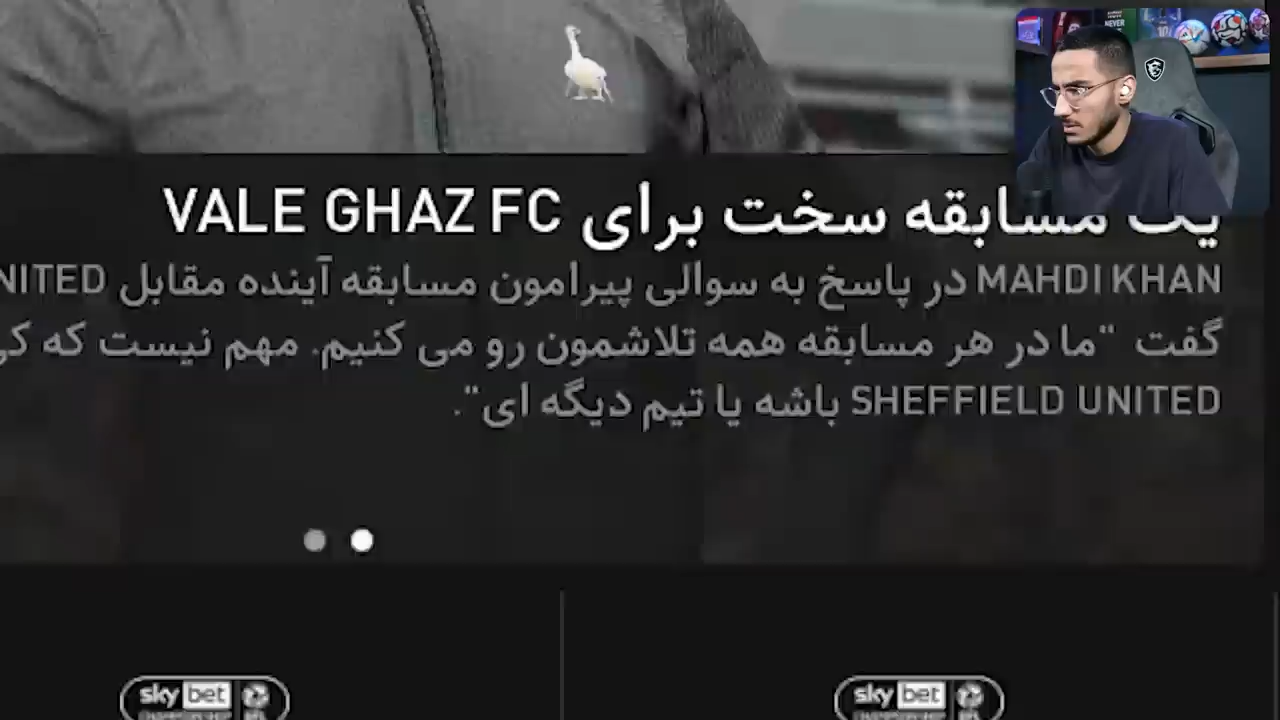 NEVER
یک مسابقه سخت برای VALE GHAZ FC
MAHDI KHAN در پاسخ به سوالی پیرامون مسابقه آینده مقابل
گفت "ما در هر مسابقه همه تلاشمون رو می کنیم. مهم نیست که
SHEFFIELD UNITED باشه یا تیم دیگه ای".
sky bet
sky bet